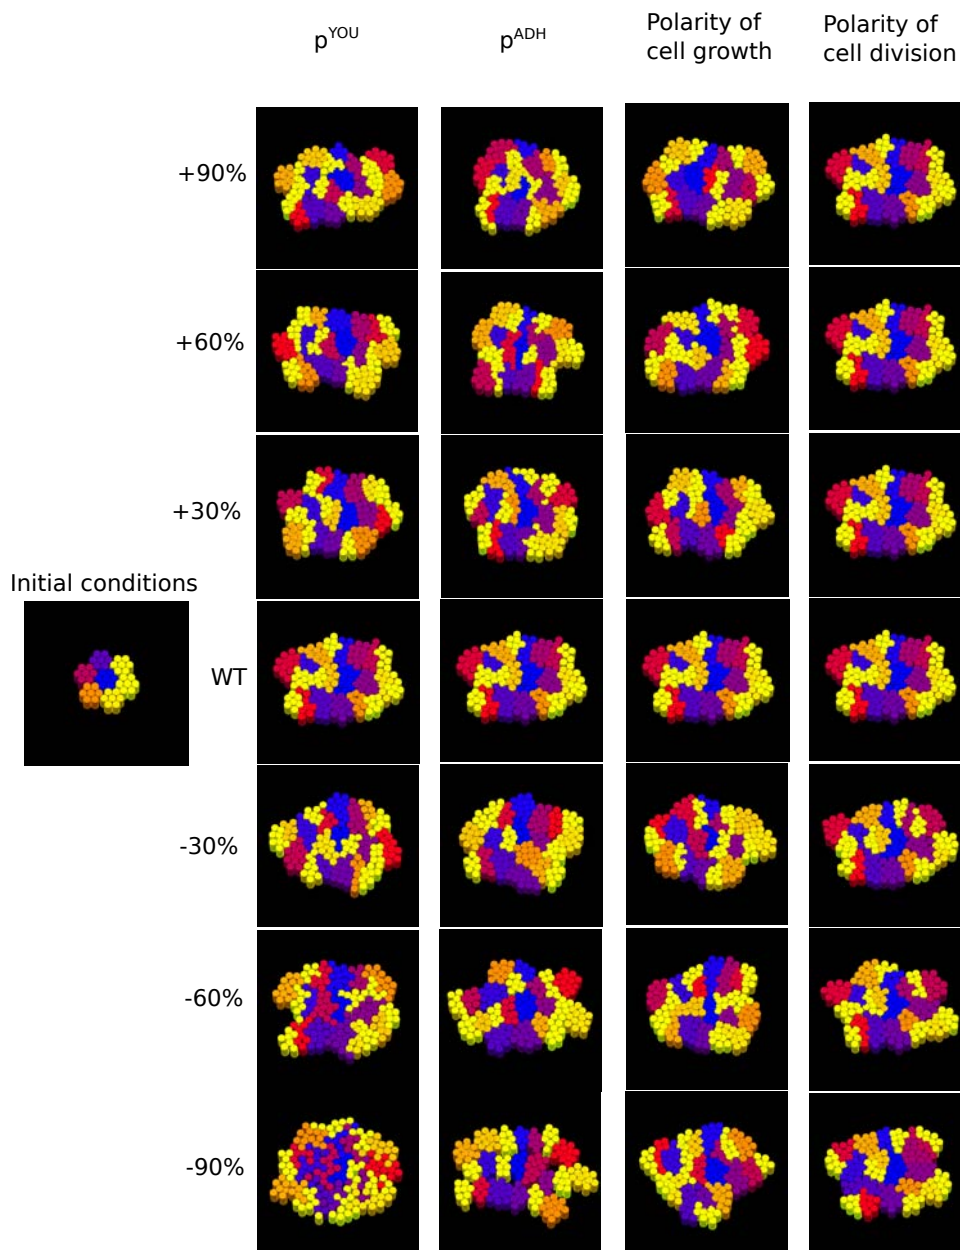 p^YOU
p^ADH
Polarity of
cell growth
Polarity of
cell division
+90%
+60%
+30%
Initial conditions
WT
-30%
-60%
-90%